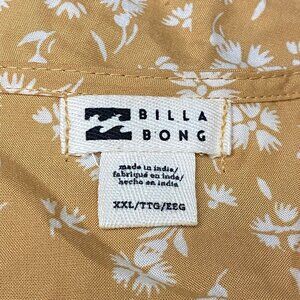 BILLA
BONG
made in india/
fabriqué en inde/
hecho en india
XXL/TTG/EEG